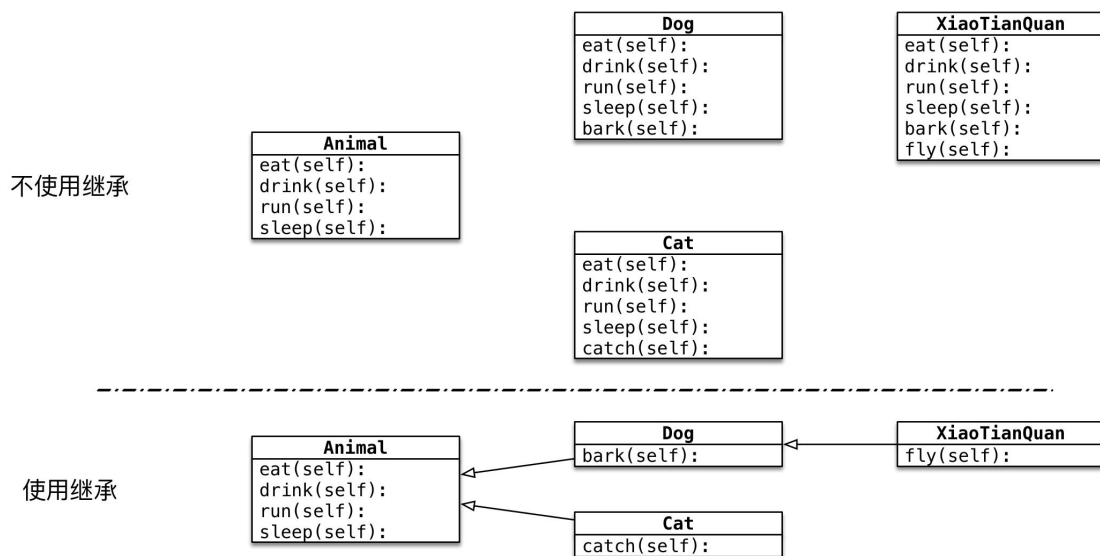 不使用继承
Animal
eat(self):
drink(self):
run(self):
sleep(self):
Dog
eat(self):
drink(self):
run(self):
sleep(self):
bark(self):
XiaoTianQuan
eat(self):
drink(self):
run(self):
sleep(self):
bark(self):
fly(self):
Cat
eat(self):
drink(self):
run(self):
sleep(self):
catch(self):
使用继承
Animal
eat(self):
drink(self):
run(self):
sleep(self):
Dog
bark(self):
XiaoTianQuan
fly(self):
Cat
catch(self):